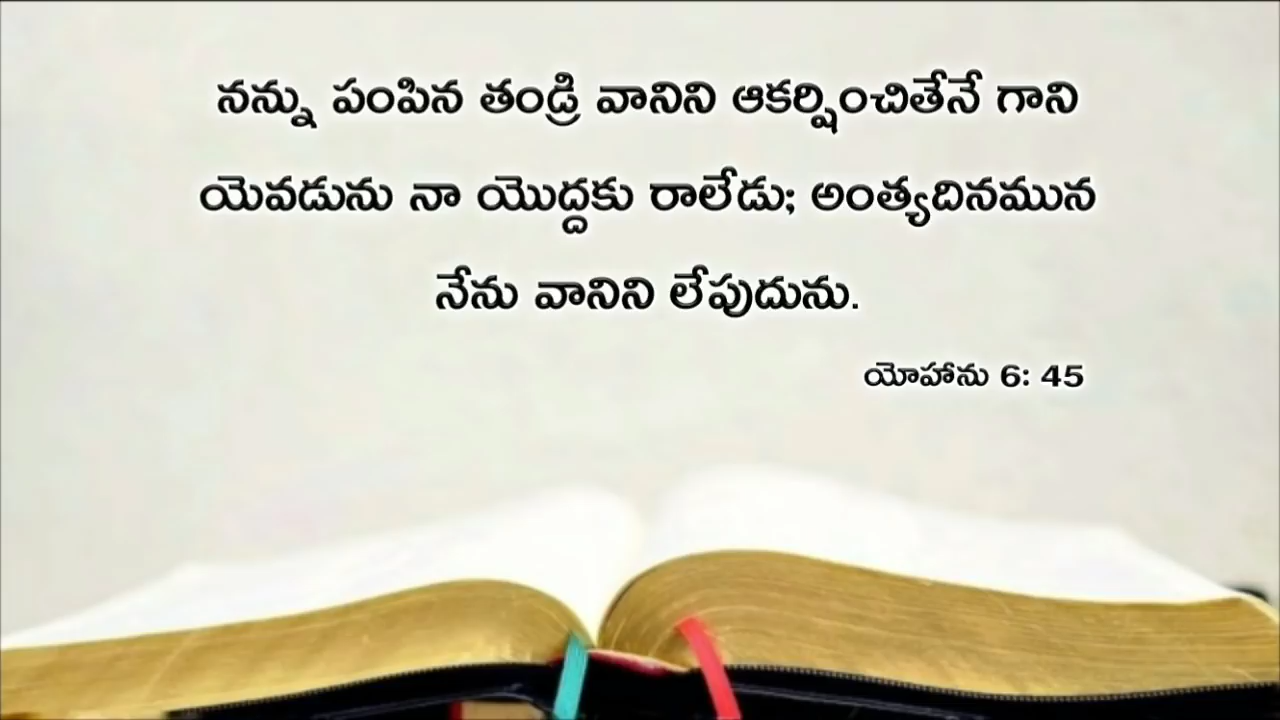 నన్ను పంపిన తండ్రి వానిని ఆకర్షించితేనే గాని
యెవడును నా యొద్దకు రాలేడు; అంత్యదినమున
నేను వానిని లేపుదును.
యోహాను 6: 45